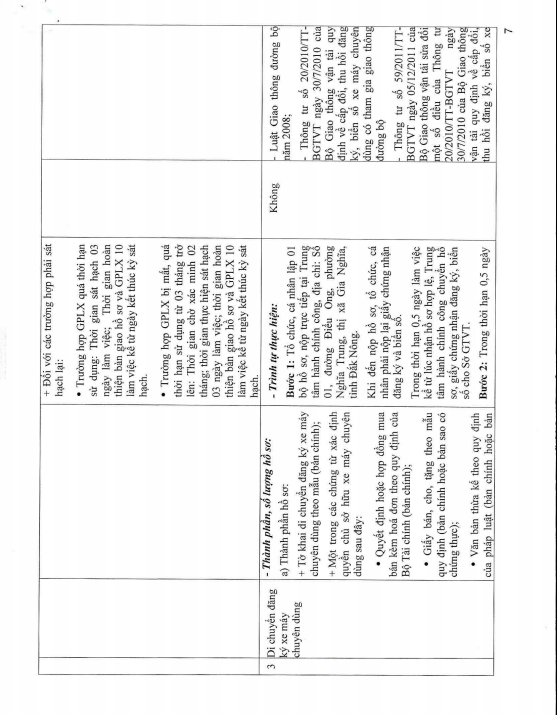 + Đối với các trường hợp phải sát
hạch lại:
• Trường hợp GPLX quá thời hạn
sử dụng: Thời gian sát hạch 03
ngày làm việc; Thời gian hoàn
thiện bàn giao hồ sơ và GPLX 10
làm việc kể từ ngày kết thúc kỳ sát
hạch.
• Trường hợp GPLX bị mất, quá
thời hạn sử dụng từ 03 tháng trở
lên: Thời gian chờ xác minh 02
tháng; thời gian thực hiện sát hạch
03 ngày làm việc; thời gian hoàn
thiện bàn giao hồ sơ và GPLX 10
làm việc kể từ ngày kết thúc kỳ sát
hạch.
3
Di chuyển đăng
ký xe máy
chuyên dùng
- Thành phần, số lượng hồ sơ:
a) Thành phần hồ sơ:
+ Tờ khai di chuyển đăng ký xe máy
chuyên dùng theo mẫu (bản chính);
+ Một trong các chứng từ xác định
quyền chủ sở hữu xe máy chuyên
dùng sau đây:
• Quyết định hoặc hợp đồng mua
bán kèm hoá đơn theo quy định của
Bộ Tài chính (bản chính);
• Giấy bán, cho, tặng theo mẫu
quy định (bản chính hoặc bản sao có
chứng thực);
• Văn bản thừa kế theo quy định
của pháp luật (bản chính hoặc bản
- Trình tự thực hiện:
Bước 1: Tổ chức, cá nhân lập 01
bộ hồ sơ, nộp trực tiếp tại Trung
tâm hành chính công, địa chỉ: Số
01, đường Điểu Ong, phường
Nghĩa Trung, thị xã Gia Nghĩa,
tỉnh Đăk Nông.
Khi đến nộp hồ sơ, tổ chức, cá
nhân phải nộp lại giấy chứng nhận
đăng ký và biển số.
Trong thời hạn 0,5 ngày làm việc
kể từ lúc nhận hồ sơ hợp lệ, Trung
tâm hành chính công chuyển hồ
sơ, giấy chứng nhận đăng ký, biển
số cho Sở GTVT.
Bước 2: Trong thời hạn 0,5 ngày
Không
- Luật Giao thông đường bộ
năm 2008;
- Thông tư số 20/2010/TT-
BGTVT ngày 30/7/2010 của
Bộ Giao thông vận tải quy
định về cấp đổi, thu hồi đăng
ký, biển số xe máy chuyên
dùng có tham gia giao thông
đường bộ
- Thông tư số 59/2011/TT-
BGTVT ngày 05/12/2011 của
Bộ Giao thông vận tải sửa đổi
một số điều của Thông tư
20/2010/TT-BGTVT ngày
30/7/2010 của Bộ Giao thông
vận tải quy định về cấp đổi,
thu hồi đăng ký, biển số xe
7